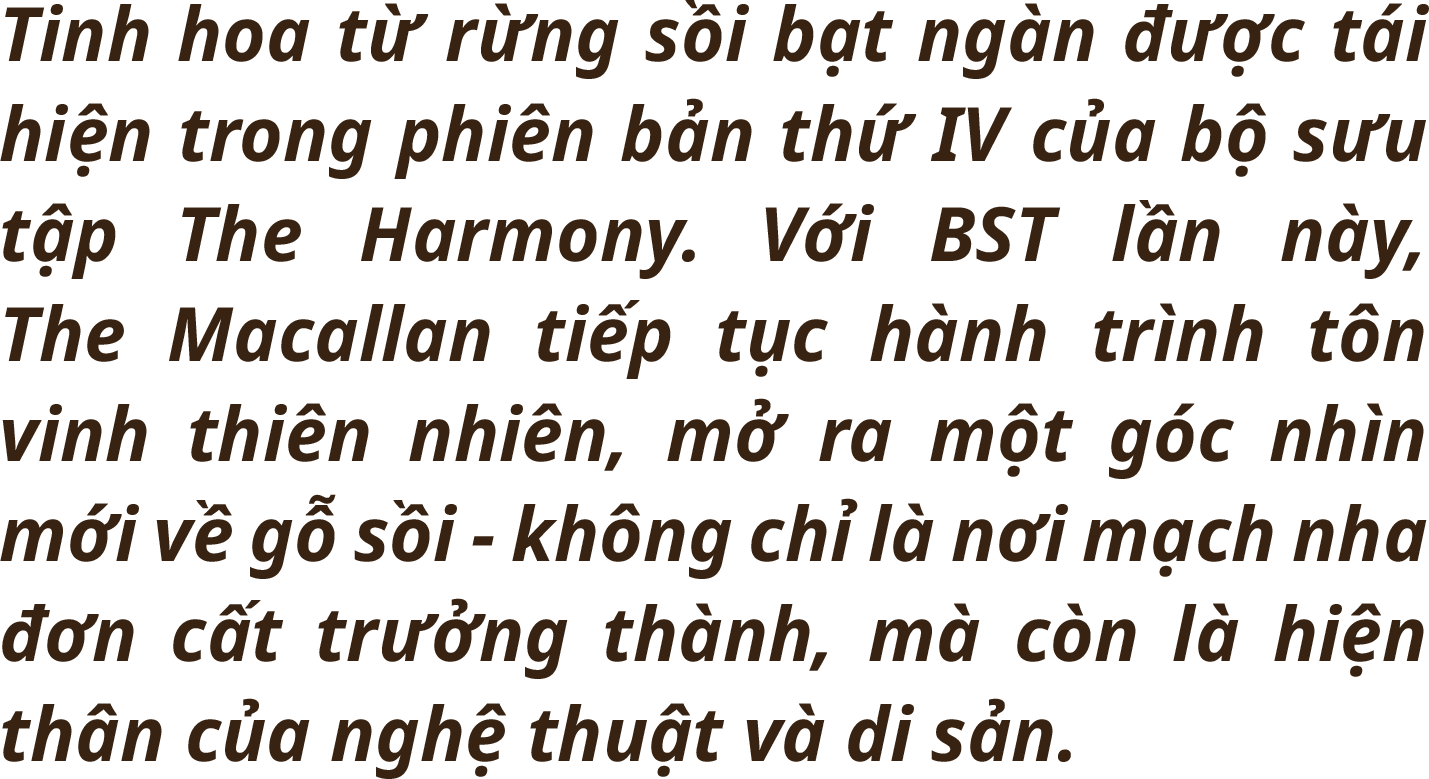 Tinh hoa từ rừng sồi bạt ngàn được tái
hiện trong phiên bản thứ IV của bộ sưu
tập The Harmony. Với BST lần này,
The Macallan tiếp tục hành trình tôn
vinh thiên nhiên, mở ra một góc nhìn
mới về gỗ sồi - không chỉ là nơi mạch nha
đơn cất trưởng thành, mà còn là hiện
thân của nghệ thuật và di sản.